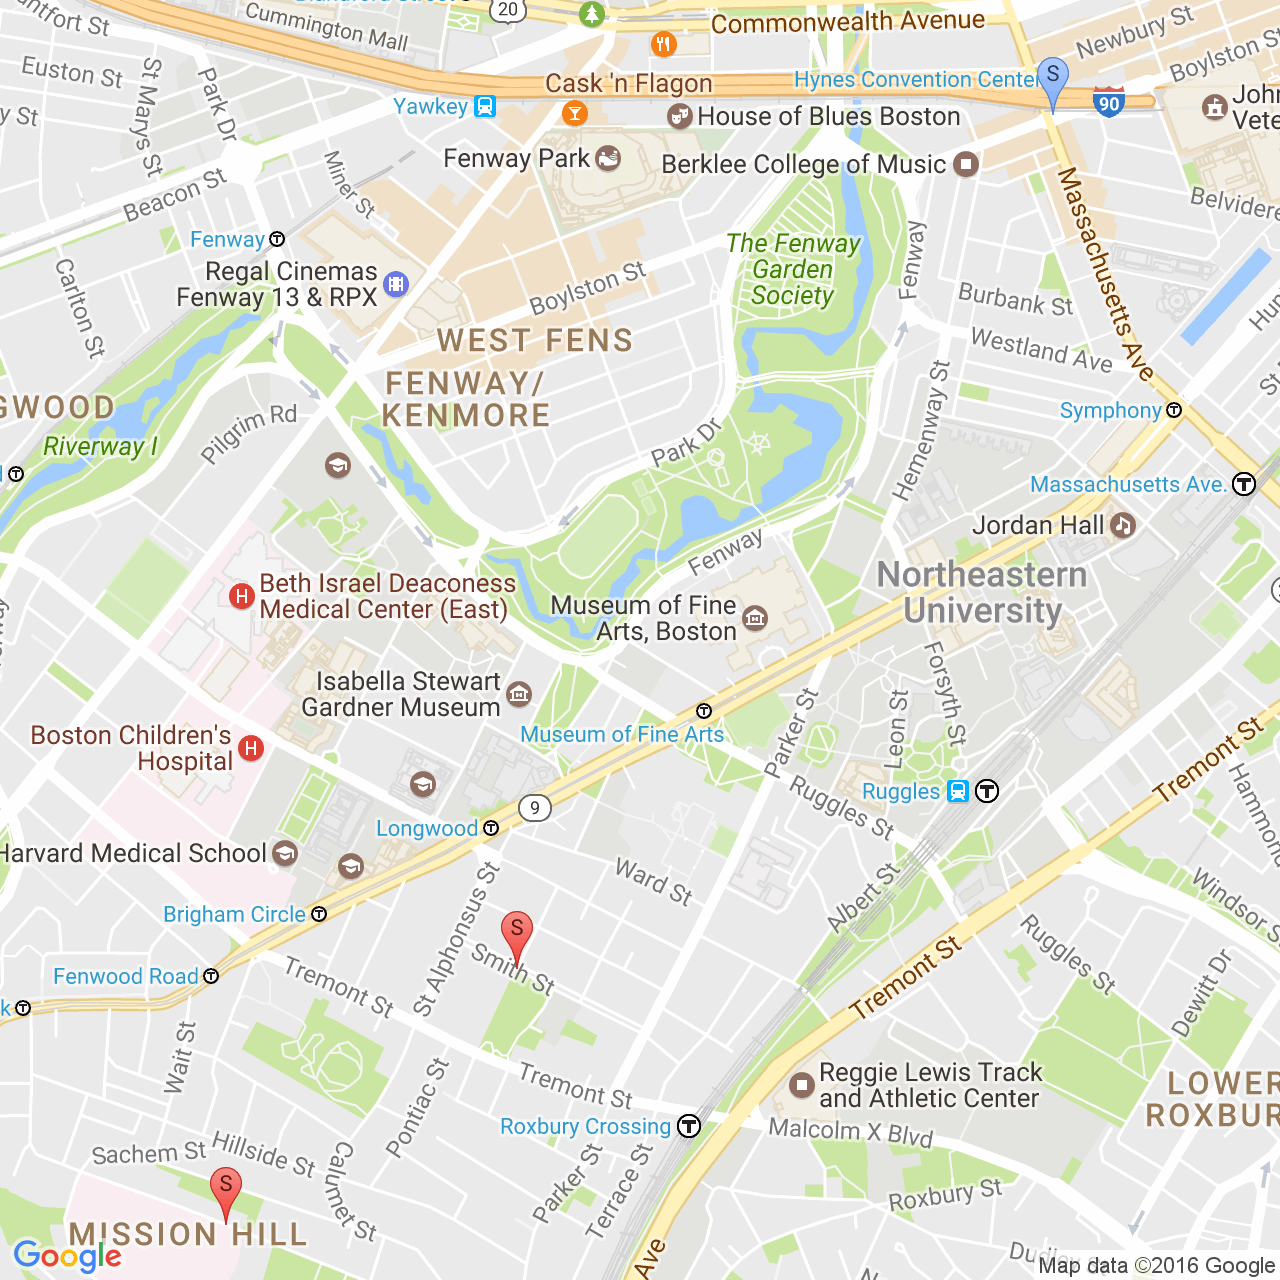 Blandford Street
20
Commonwealth Avenue
Newbury St
Cummington Mall
Boylston St
Euston St
St Marys St
Park Dr
Cask 'n Flagon
Hynes Convention Center
S
90
Yawkey
House of Blues Boston
Fenway Park
Berklee College of Music
Miner St
Beacon St
Massachusetts Ave
Belvidere
Fenway
The Fenway
Garden
Society
Fenway
Regal Cinemas
Fenway 13 & RPX
Carlton St
Boylston St
Burbank St
WEST FENS
Westland Ave
FENWAY/
KENMORE
GWOOD
Riverway
Pilgrim Rd
Park Dr
Hemenway St
Symphony
Massachusetts Ave.
Jordan Hall
Fenway
Northeastern
University
Beth Israel Deaconess
Medical Center (East)
H
Museum of Fine
Arts, Boston
Forsyth St
Isabella Stewart
Gardner Museum
Leon St
Parker St
Museum of Fine Arts
Boston Children's
Hospital
H
Tremont St
Hammond
Ruggles
Ruggles St
9
Longwood
Harvard Medical School
Ward St
Albert St
St Alphonsus St
Windsor S
Brigham Circle
S
Smith St
Tremont St
Ruggles St
Fenwood Road
Tremont St
Dewitt Dr
k
Wait St
Reggie Lewis Track
and Athletic Center
Tremont St
LOWER
ROXBUR
Pontiac St
Roxbury Crossing
Malcolm X Blvd
Hillside St
Sachem St
Calumet St
Parker St
Terrace St
Roxbury St
S
MISSION HILL
Ave
Google
Map data ©2016 Google